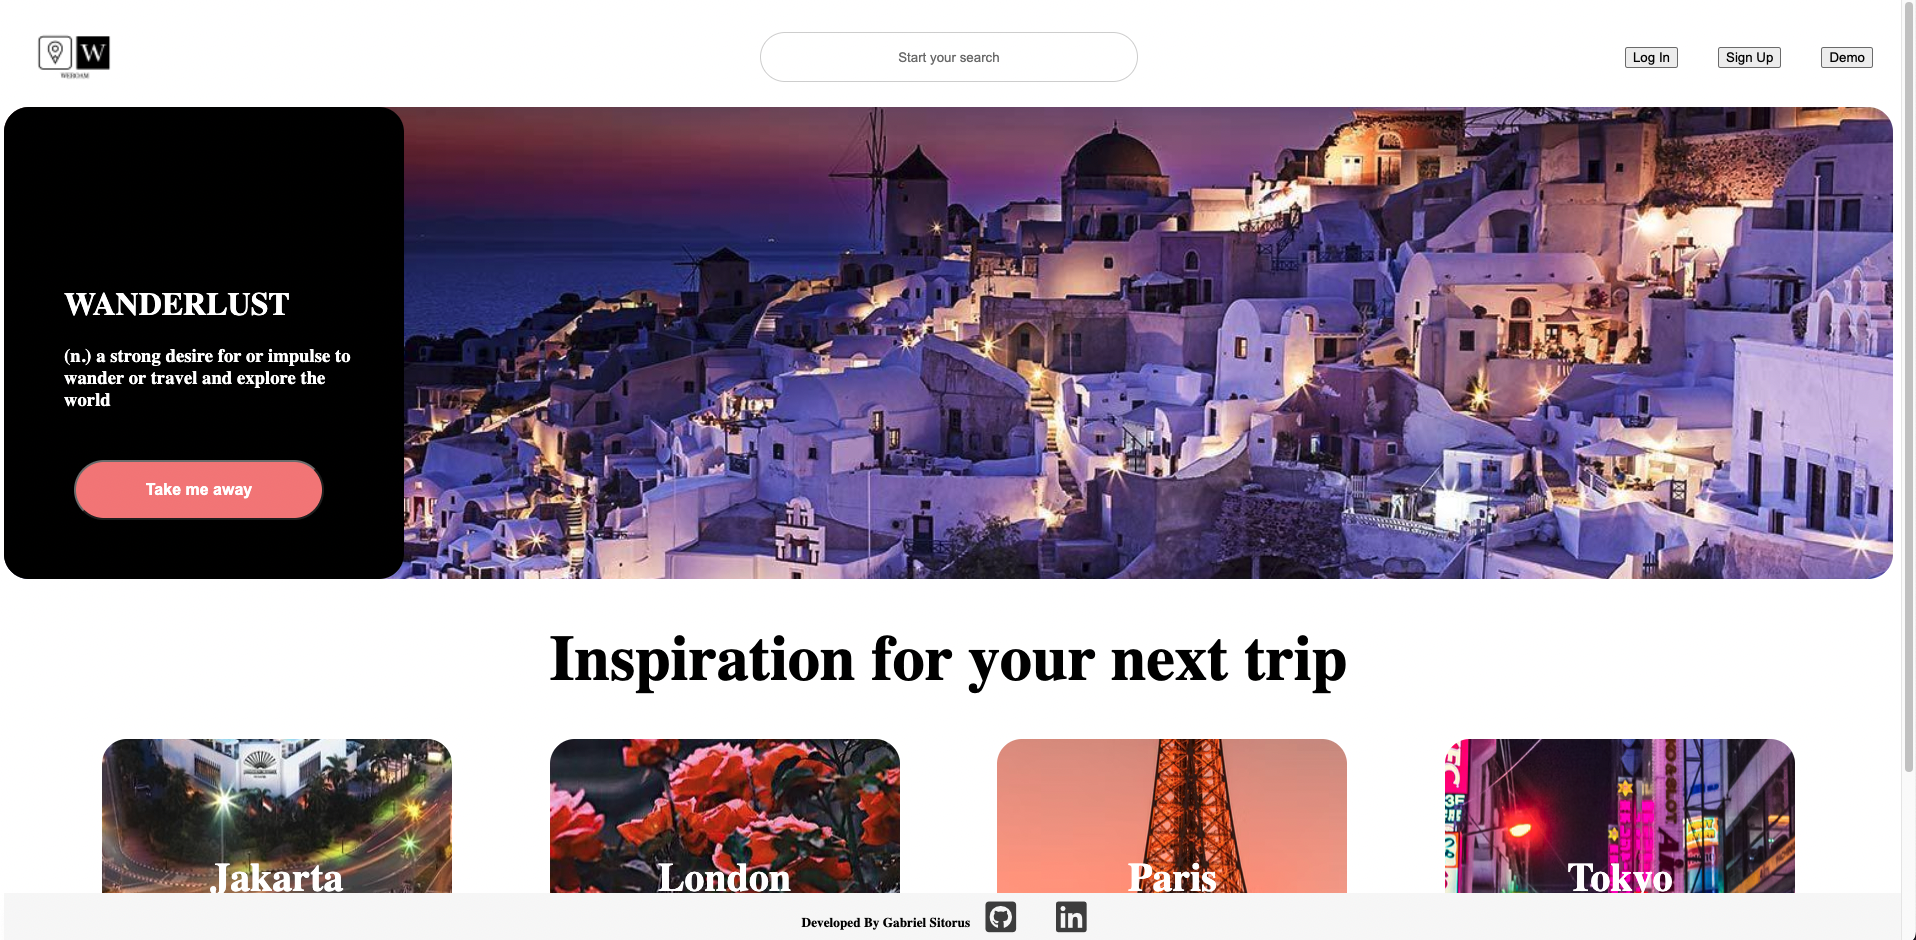 W
WEROAM
Start your search
Log In
Sign Up
Demo
WANDERLUST
(n.) a strong desire for or impulse to
wander or travel and explore the
world
Take me away
Inspiration for your next trip
Jakarta
London
Paris
Tokyo
Developed By Gabriel Sitorus
in